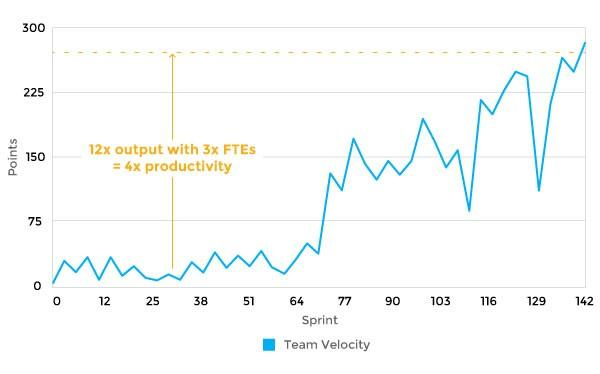 300
225
150
75
0
Points
12x output with 3x FTEs
= 4x productivity
0 13 25 38 51 64 77 90 103 116 129 142
Sprint
Team Velocity